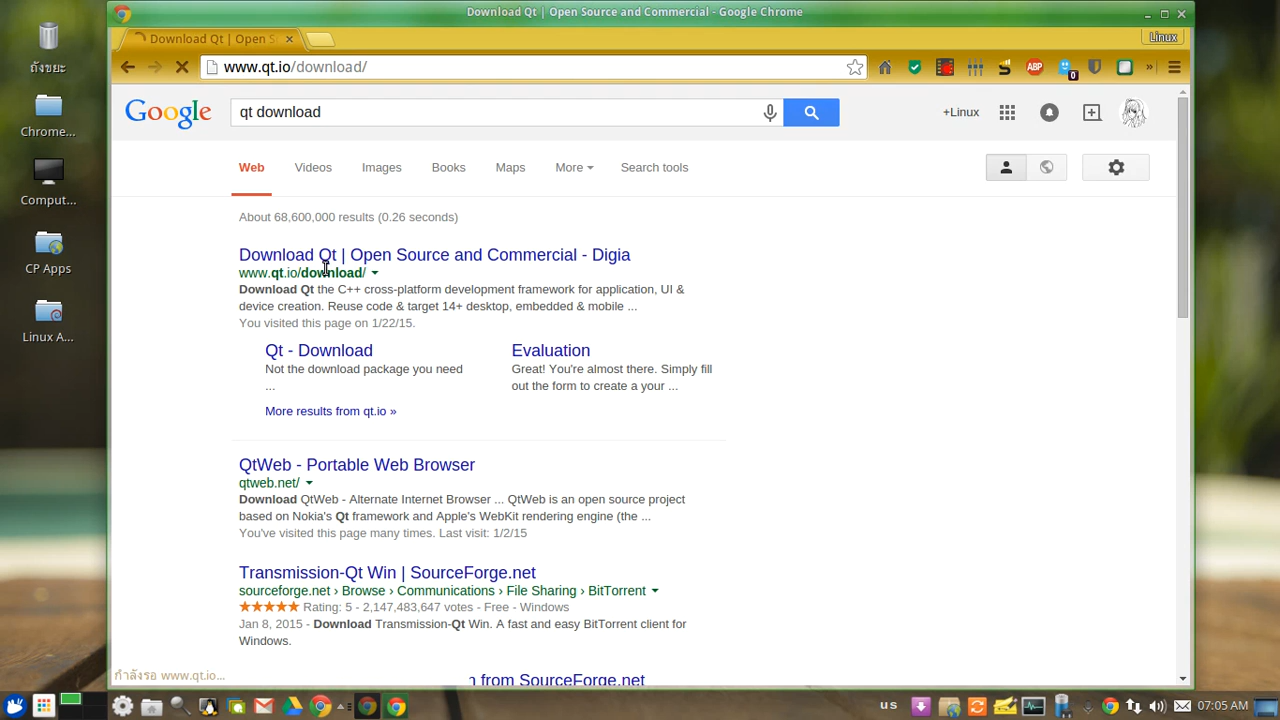 Download Qt | Open Source and Commercial - Google Chrome
Download Qt | Open S
Linux
www.qt.io/download/
ABP
0
ถังขยะ
Chrome...
Comput...
CP Apps
Linux A...
Google
qt download
+Linux
Web Videos Images Books Maps More Search tools
About 68,600,000 results (0.26 seconds)
Download Qt | Open Source and Commercial - Digia
www.qt.io/download/
Download Qt the C++ cross-platform development framework for application, UI &
device creation. Reuse code & target 14+ desktop, embedded & mobile ...
You visited this page on 1/22/15.
Qt - Download
Not the download package you need
...
Evaluation
Great! You're almost there. Simply fill
out the form to create a your ...
More results from qt.io »
QtWeb - Portable Web Browser
qtweb.net/
Download QtWeb - Alternate Internet Browser ... QtWeb is an open source project
based on Nokia's Qt framework and Apple's WebKit rendering engine (the ...
You've visited this page many times. Last visit: 1/2/15
Transmission-Qt Win | SourceForge.net
sourceforge.net › Browse › Communications › File Sharing › BitTorrent
Rating: 5 - 2,147,483,647 votes - Free - Windows
Jan 8, 2015 - Download Transmission-Qt Win. A fast and easy BitTorrent client for
Windows.
from SourceForge.net
กำลังรอ www.qt.io...
us
07:05 AM